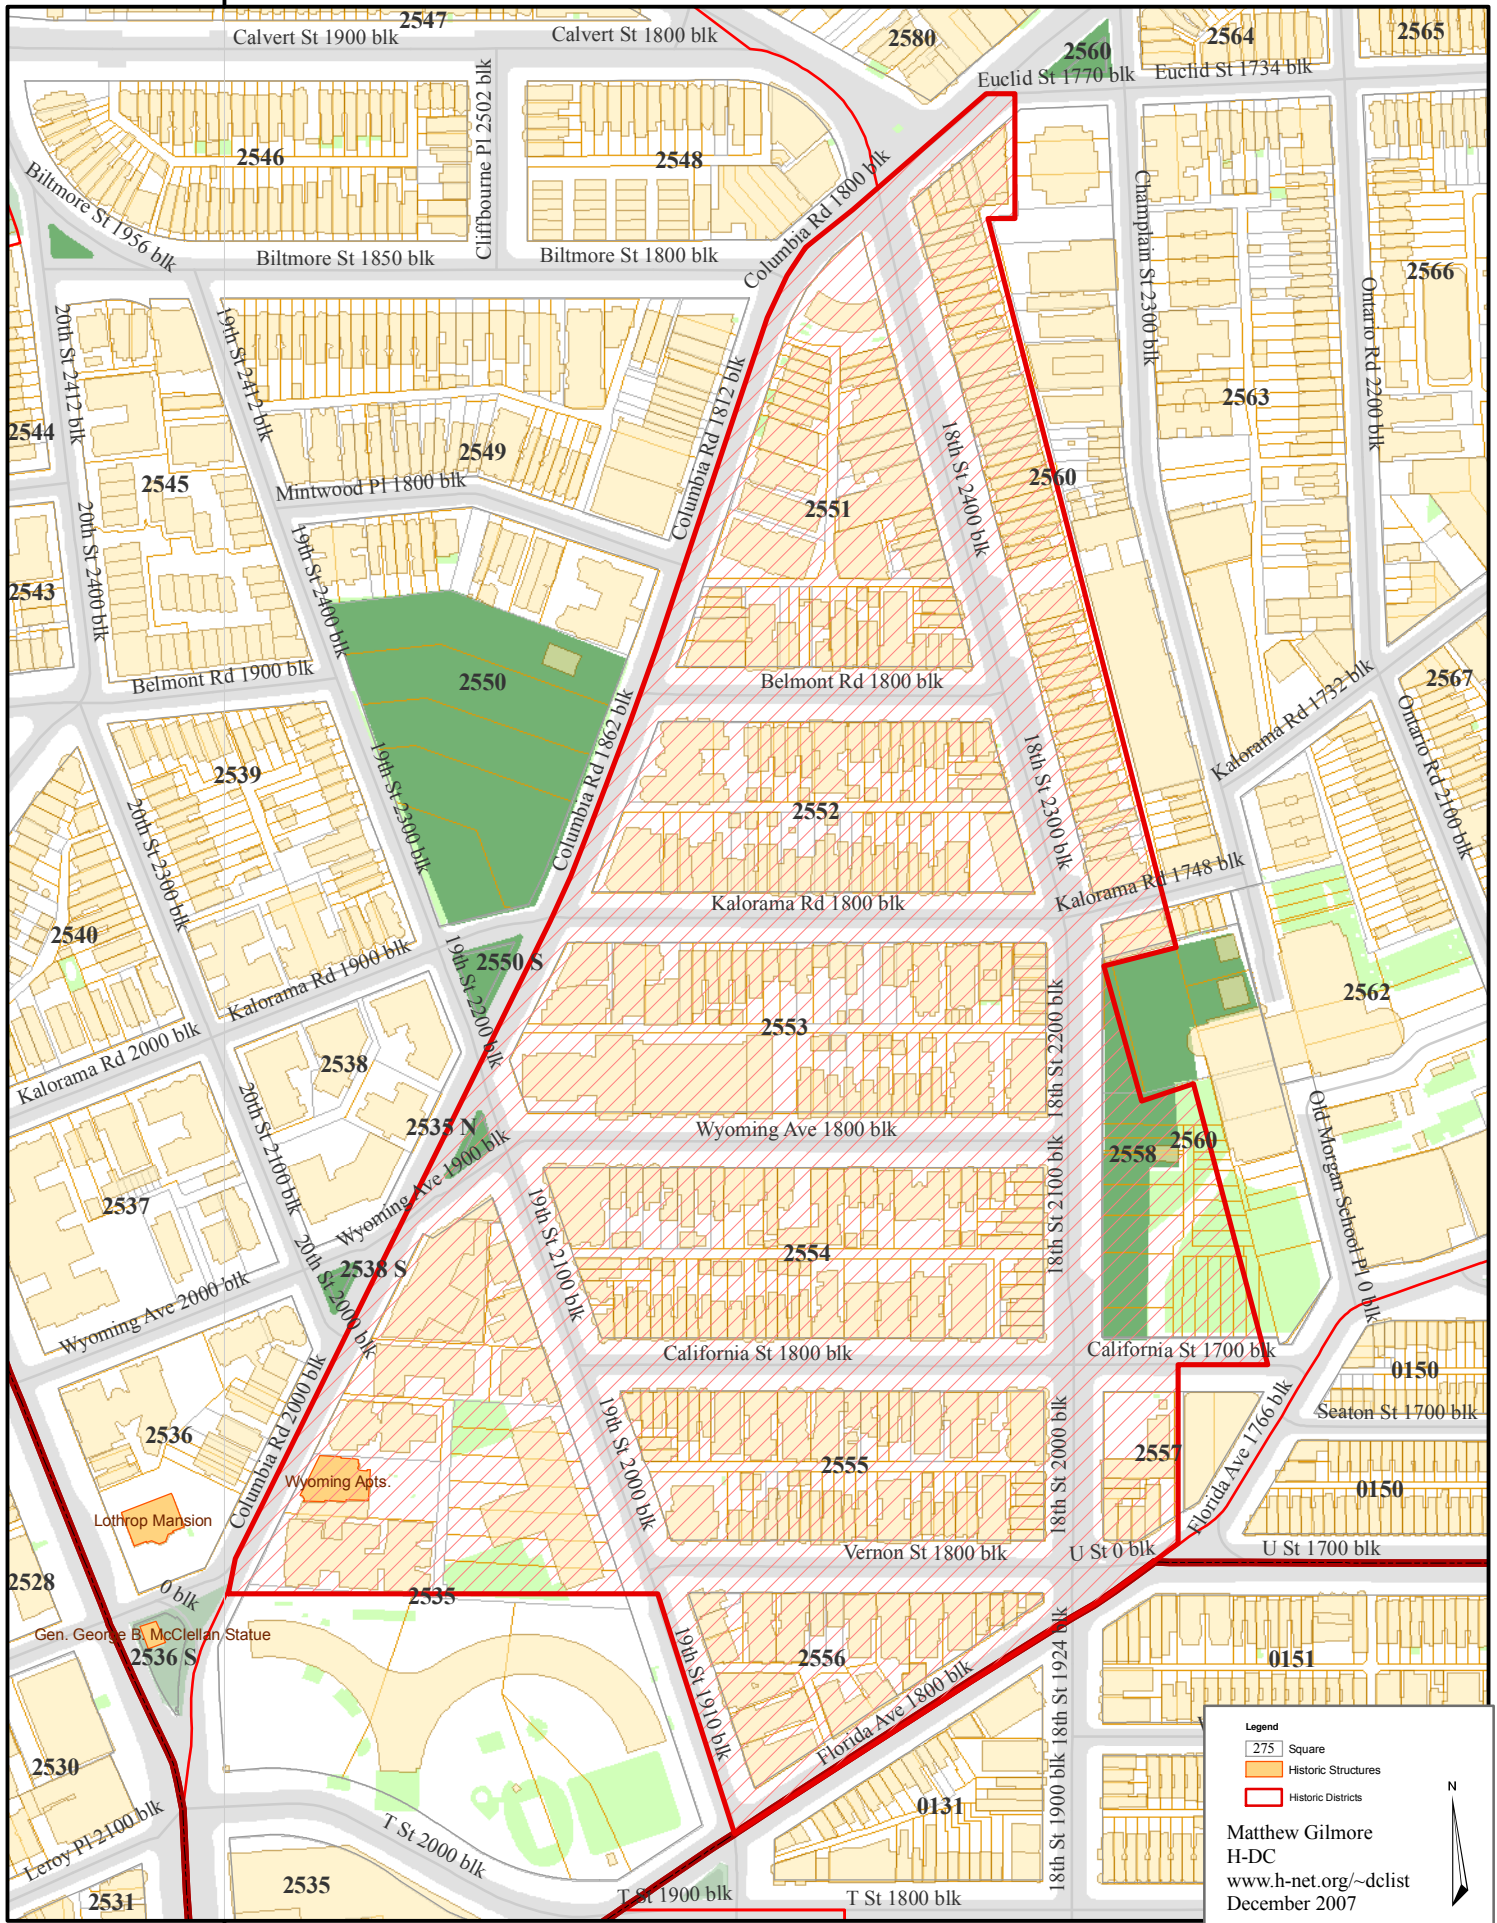 2547
Calvert St 1900 blk
Calvert St 1800 blk
2580
2560
2564
2565
Euclid St 1770 blk
Euclid St 1734 blk
2546
Cliffbourne Pl 2502 blk
2548
Columbia Rd 1800 blk
Biltmore St 1956 blk
Biltmore St 1850 blk
Biltmore St 1800 blk
Champlain St 2300 blk
2566
Ontario Rd 2200 blk
20th St 2412 blk
19th St 2412 blk
Columbia Rd 1812 blk
2563
2544
2549
18th St 2400 blk
2545
Mintwood Pl 1800 blk
2551
2560
20th St 2400 blk
19th St 2400 blk
2543
Belmont Rd 1900 blk
2550
Belmont Rd 1800 blk
2567
Kalorama Rd 1732 blk
Columbia Rd 1862 blk
2539
19th St 2300 blk
18th St 2300 blk
Ontario Rd 2100 blk
20th St 2300 blk
2552
Kalorama Rd 1748 blk
Kalorama Rd 1800 blk
2540
Kalorama Rd 1900 blk
2550 S
19th St 2200 blk
2562
2553
18th St 2200 blk
Kalorama Rd 2000 blk
2538
20th St 2100 blk
2535 N
Wyoming Ave 1800 blk
2560
2558
Old Morgan School Pl 0 blk
Wyoming Ave 1900 blk
2537
18th St 2100 blk
19th St 2100 blk
2554
20th St 2000 blk
2538 S
Wyoming Ave 2000 blk
California St 1800 blk
California St 1700 blk
0150
Columbia Rd 2000 blk
19th St 2000 blk
18th St 2000 blk
Seaton St 1700 blk
2536
2555
2557
Florida Ave 1766 blk
Wyoming Apts.
0150
Lothrop Mansion
Vernon St 1800 blk
U St 0 blk
U St 1700 blk
2528
0 blk
2535
Gen. George B. McClellan Statue
2536 S
19th St 1910 blk
2556
18th St 1924 blk
0151
Florida Ave 1800 blk
2530
0131
18th St 1900 blk
Leroy Pl 2100 blk
T St 2000 blk
2535
2531
T St 1900 blk
T St 1800 blk
Legend
275 Square
Historic Structures
Historic Districts
N
Matthew Gilmore
H-DC
www.h-net.org/~dclist
December 2007